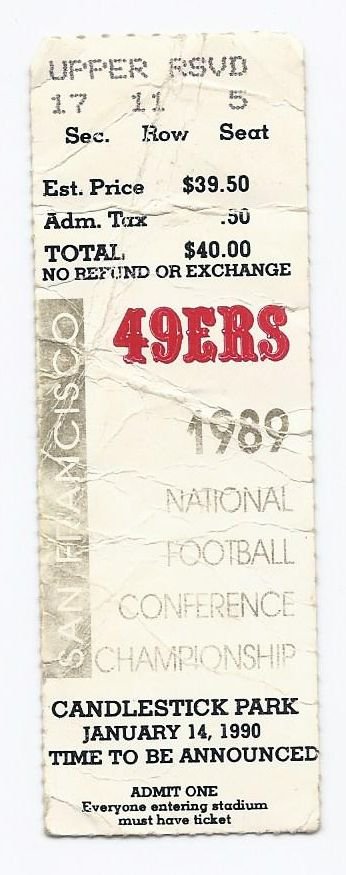 UPPER RSVD
17 11 5
Sec. Row Seat
Est. Price $39.50
Adm. Tax .50
TOTAL $40.00
NO REFUND OR EXCHANGE
SAN FRANCISCO
49ERS
1989
NATIONAL
FOOTBALL
CONFERENCE
CHAMPIONSHIP
CANDLESTICK PARK
JANUARY 14, 1990
TIME TO BE ANNOUNCED
ADMIT ONE
Everyone entering stadium
must have ticket